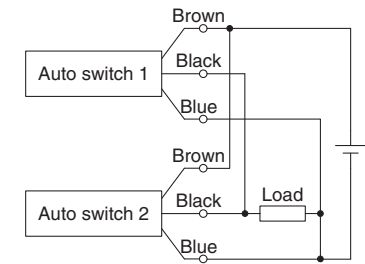 Brown
Auto switch 1
Black
Blue
Brown
Auto switch 2
Black
Load
Blue